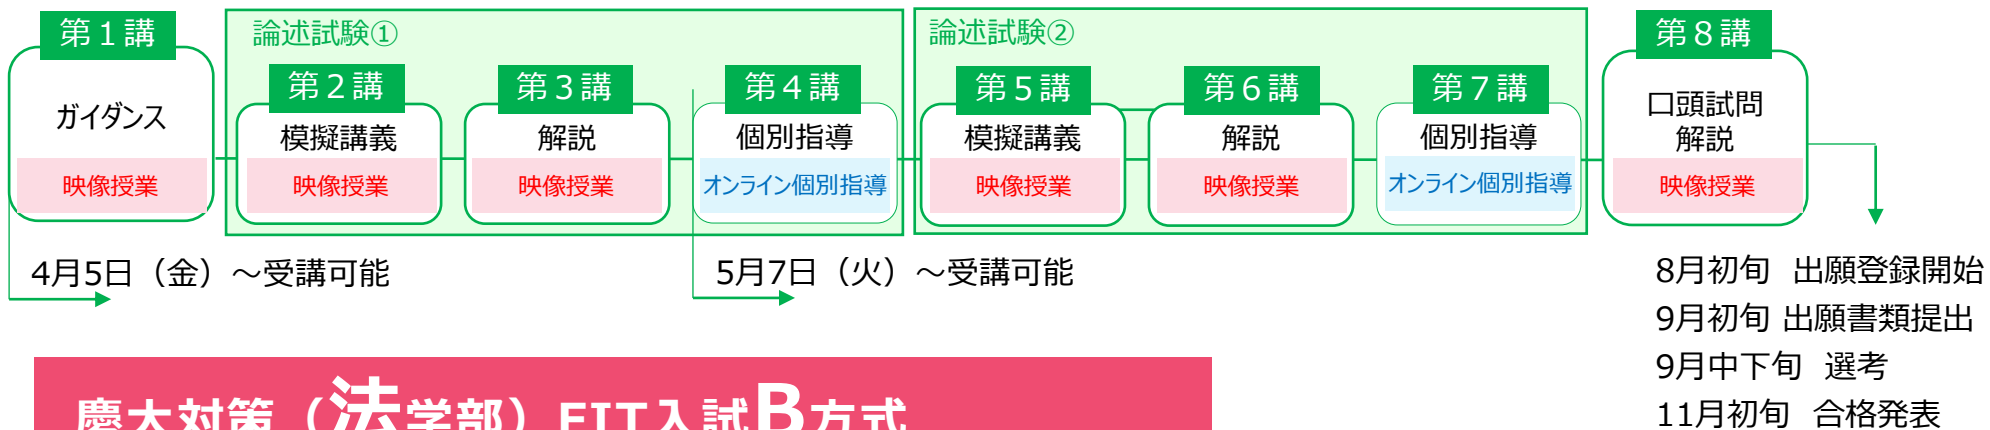 第１講
ガイダンス
映像授業
論述試験①
第２講
模擬講義
映像授業
第３講
解説
映像授業
第４講
個別指導
オンライン個別指導
論述試験②
第５講
模擬講義
映像授業
第６講
解説
映像授業
第７講
個別指導
オンライン個別指導
第８講
口頭試問
解説
映像授業
4月5日（金）～受講可能
5月7日（火）～受講可能
8月初旬　出願登録開始
9月初旬 出願書類提出
9月中下旬　選考
11月初旬　合格発表
慶大対策（法学部）FIT入試B方式